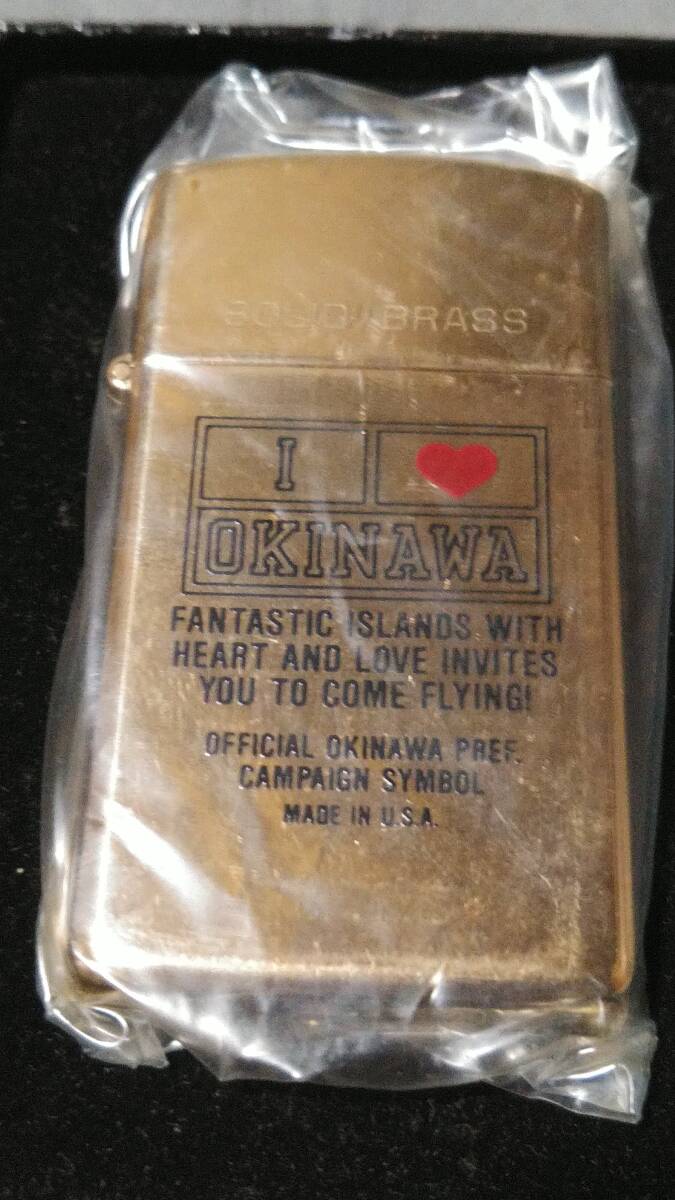 SOLID BRASS
I ♥
OKINAWA
FANTASTIC ISLANDS WITH
HEART AND LOVE INVITES
YOU TO COME FLYING!
OFFICIAL OKINAWA PREF.
CAMPAIGN SYMBOL
MADE IN U.S.A.